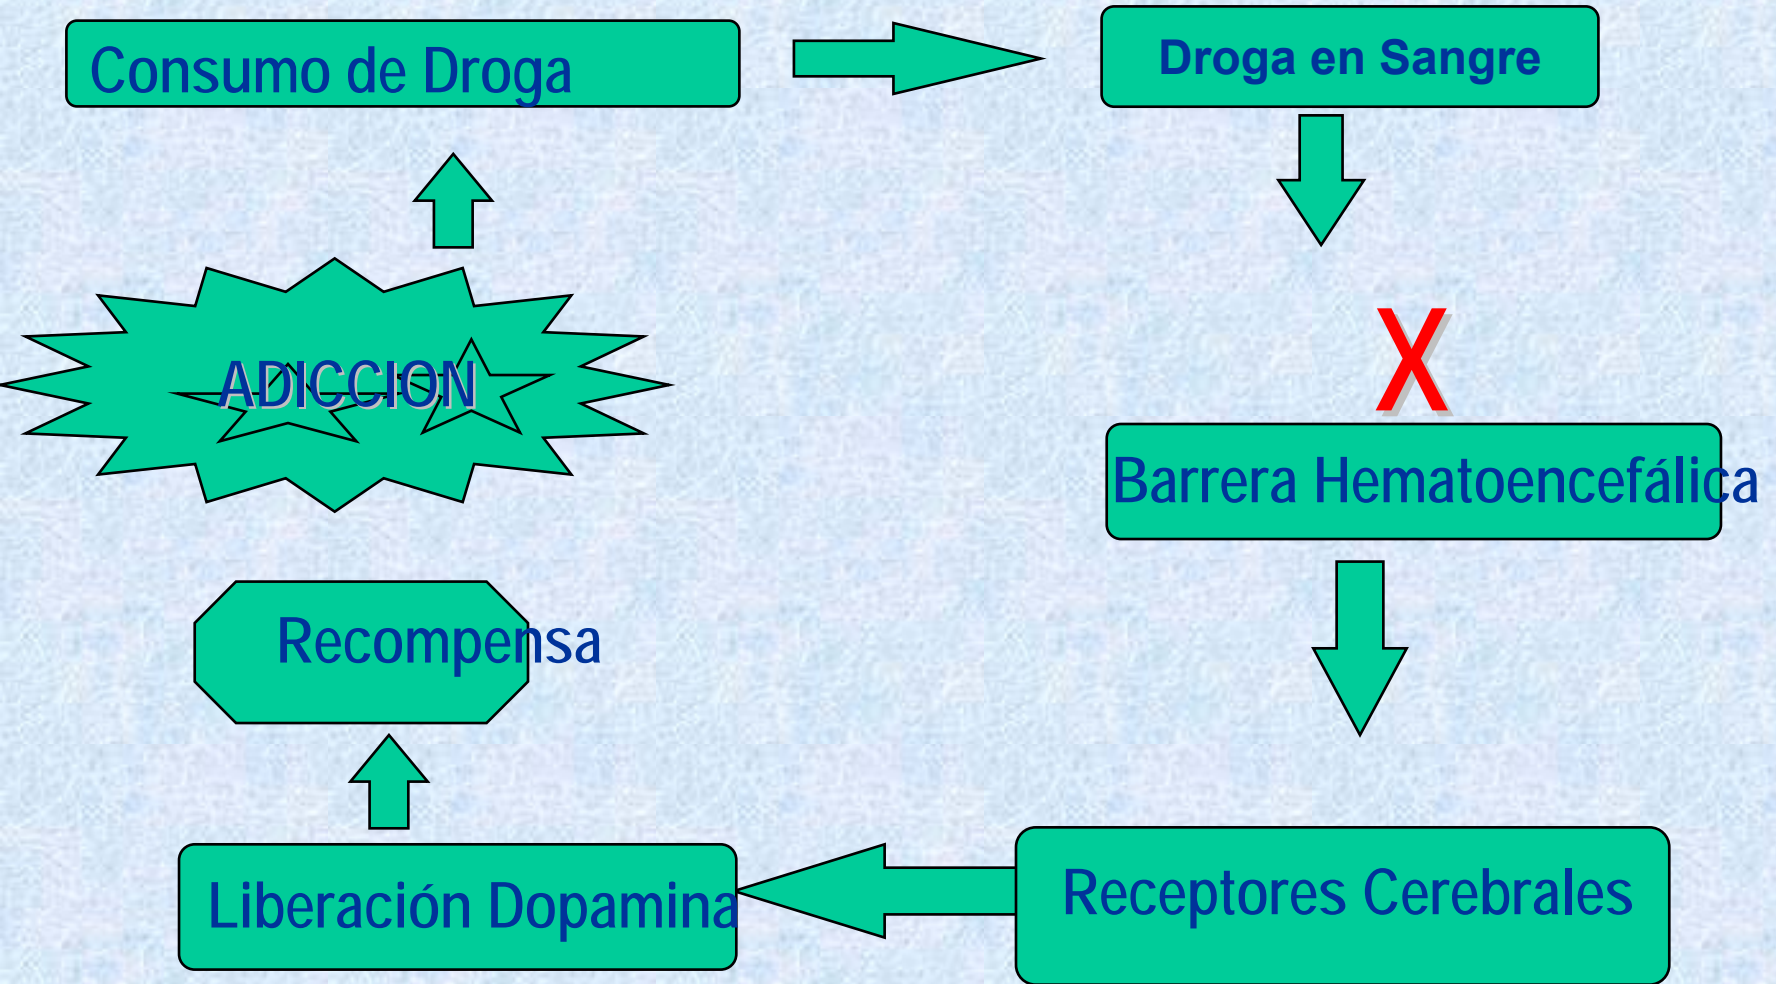 Consumo de Droga
Droga en Sangre
X
ADICCION
Barrera Hematoencefálica
Recompensa
Liberación Dopamina
Receptores Cerebrales